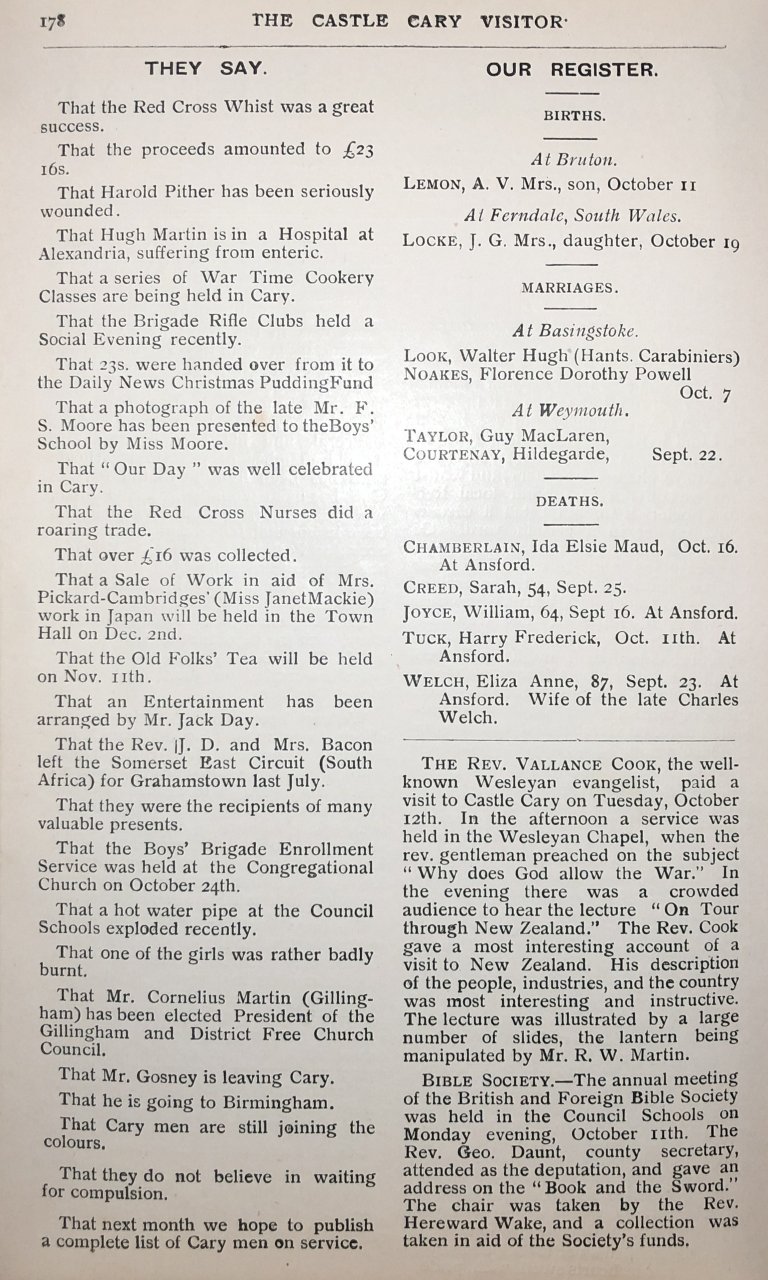 178 THE CASTLE CARY VISITOR·
THEY SAY.
That the Red Cross Whist was a great
success.
That the proceeds amounted to £23
16s.
That Harold Pither has been seriously
wounded.
That Hugh Martin is in a Hospital at
Alexandria, suffering from enteric.
That a series of War Time Cookery
Classes are being held in Cary.
That the Brigade Rifle Clubs held a
Social Evening recently.
That 23s. were handed over from it to
the Daily News Christmas PuddingFund
That a photograph of the late Mr. F.
S. Moore has been presented to theBoys'
School by Miss Moore.
That “ Our Day ” was well celebrated
in Cary.
That the Red Cross Nurses did a
roaring trade.
That over £16 was collected.
That a Sale of Work in aid of Mrs.
Pickard-Cambridges' (Miss JanetMackie)
work in Japan will be held in the Town
Hall on Dec. 2nd.
That the Old Folks' Tea will be held
on Nov. 11th.
That an Entertainment has been
arranged by Mr. Jack Day.
That the Rev. J. D. and Mrs. Bacon
left the Somerset East Circuit (South
Africa) for Grahamstown last July.
That they were the recipients of many
valuable presents.
That the Boys' Brigade Enrollment
Service was held at the Congregational
Church on October 24th.
That a hot water pipe at the Council
Schools exploded recently.
That one of the girls was rather badly
burnt.
That Mr. Cornelius Martin (Gilling-
ham) has been elected President of the
Gillingham and District Free Church
Council.
That Mr. Gosney is leaving Cary.
That he is going to Birmingham.
That Cary men are still joining the
colours.
That they do not believe in waiting
for compulsion.
That next month we hope to publish
a complete list of Cary men on service.
OUR REGISTER.
BIRTHS.
At Bruton.
LEMON, A. V. Mrs., son, October 11
At Ferndale, South Wales.
LOCKE, J. G. Mrs., daughter, October 19
MARRIAGES.
At Basingstoke.
LOOK, Walter Hugh (Hants. Carabiniers)
NOAKES, Florence Dorothy Powell
Oct. 7
At Weymouth.
TAYLOR, Guy MacLaren,
COURTENAY, Hildegarde, Sept. 22.
DEATHS.
CHAMBERLAIN, Ida Elsie Maud, Oct. 16.
At Ansford.
CREED, Sarah, 54, Sept. 25.
JOYCE, William, 64, Sept 16. At Ansford.
TUCK, Harry Frederick, Oct. 11th. At
Ansford.
WELCH, Eliza Anne, 87, Sept. 23. At
Ansford. Wife of the late Charles
Welch.
THE REV. VALLANCE COOK, the well-
known Wesleyan evangelist, paid a
visit to Castle Cary on Tuesday, October
12th. In the afternoon a service was
held in the Wesleyan Chapel, when the
rev. gentleman preached on the subject
“ Why does God allow the War.” In
the evening there was a crowded
audience to hear the lecture “ On Tour
through New Zealand.” The Rev. Cook
gave a most interesting account of a
visit to New Zealand. His description
of the people, industries, and the country
was most interesting and instructive.
The lecture was illustrated by a large
number of slides, the lantern being
manipulated by Mr. R. W. Martin.
BIBLE SOCIETY.—The annual meeting
of the British and Foreign Bible Society
was held in the Council Schools on
Monday evening, October 11th. The
Rev. Geo. Daunt, county secretary,
attended as the deputation, and gave an
address on the “ Book and the Sword.”
The chair was taken by the Rev.
Hereward Wake, and a collection was
taken in aid of the Society's funds.